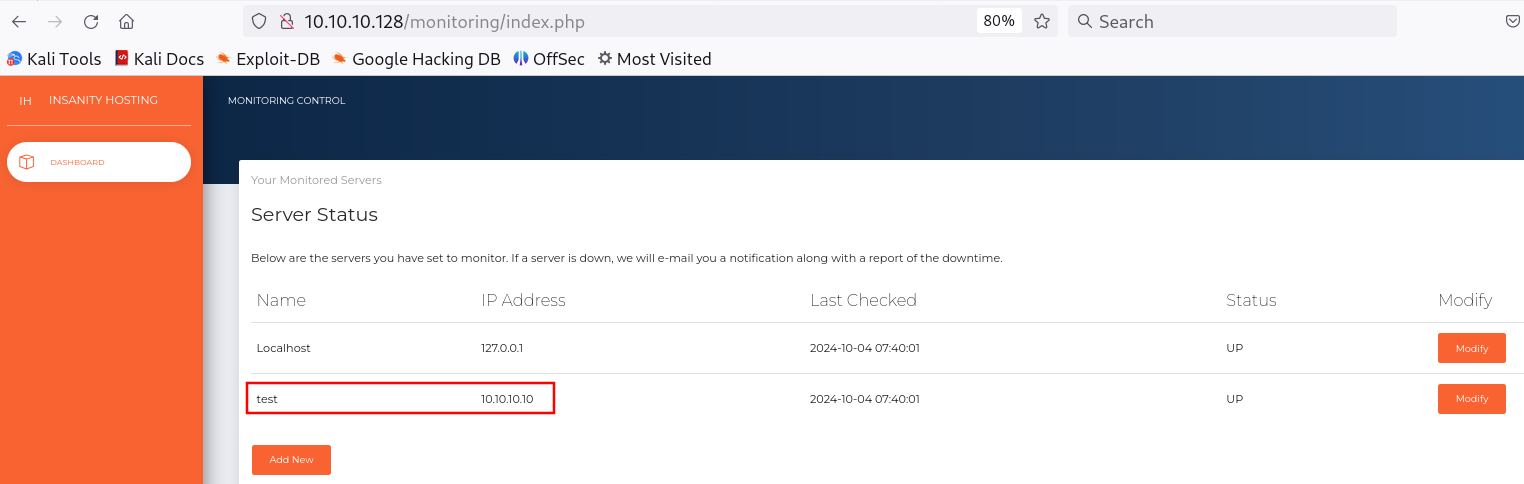 10.10.10.128/monitoring/index.php 80% Search
Kali Tools Kali Docs Exploit-DB Google Hacking DB OffSec Most Visited
IH INSANITY HOSTING MONITORING CONTROL
DASHBOARD
Your Monitored Servers
Server Status
Below are the servers you have set to monitor. If a server is down, we will e-mail you a notification along with a report of the downtime.
Name IP Address Last Checked Status Modify
Localhost 127.0.0.1 2024-10-04 07:40:01 UP Modify
test 10.10.10.10 2024-10-04 07:40:01 UP Modify
Add New